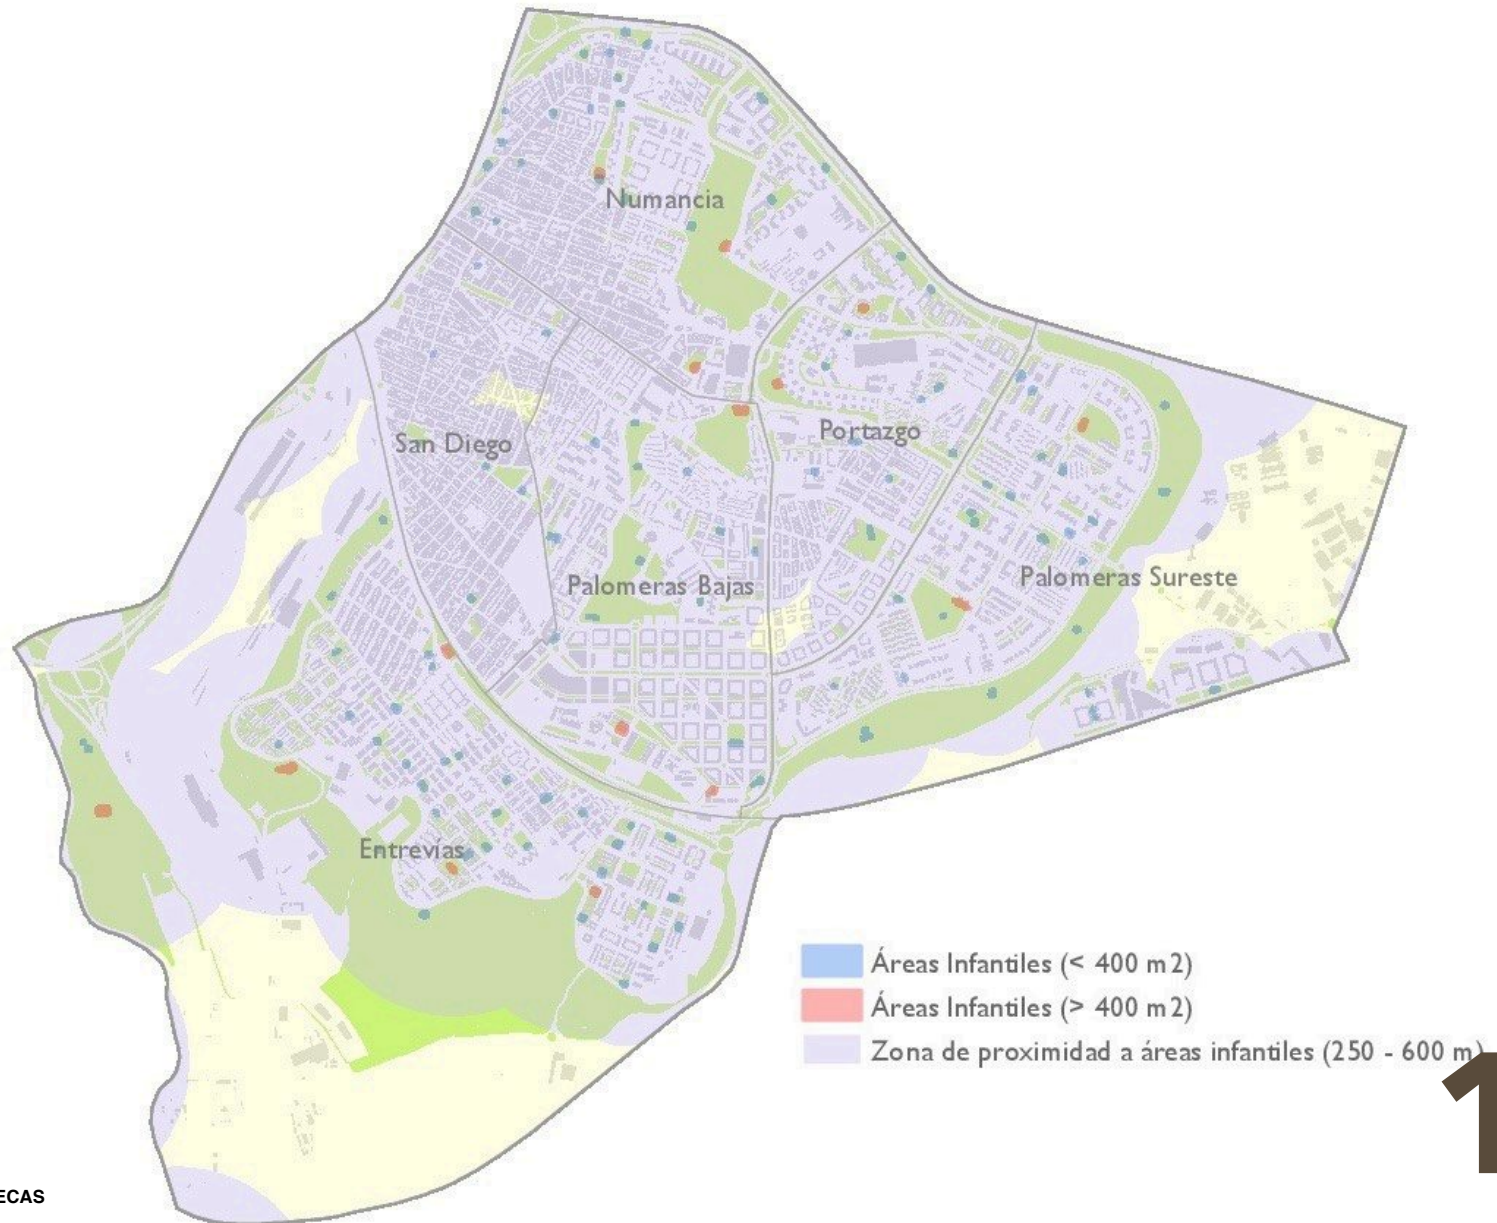 Numancia
San Diego
Portazgo
Palomeras Bajas
Palomeras Sureste
Entrevías
Áreas Infantiles (< 400 m2)
Áreas Infantiles (> 400 m2)
Zona de proximidad a áreas infantiles (250 - 600 m)
1
ECAS